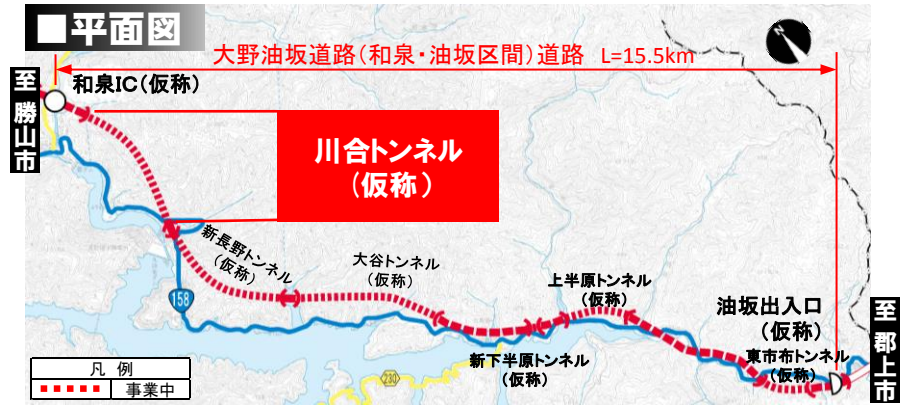 ■平面図
大野油坂道路(和泉・油坂区間)道路 L=15.5km
至 勝山市
和泉IC(仮称)
川合トンネル
(仮称)
新長野トンネル
(仮称)
大谷トンネル
(仮称)
上半原トンネル
(仮称)
158
油坂出入口
(仮称)
至 郡上市
東市布トンネル
(仮称)
新下半原トンネル
(仮称)
230
凡 例
事業中